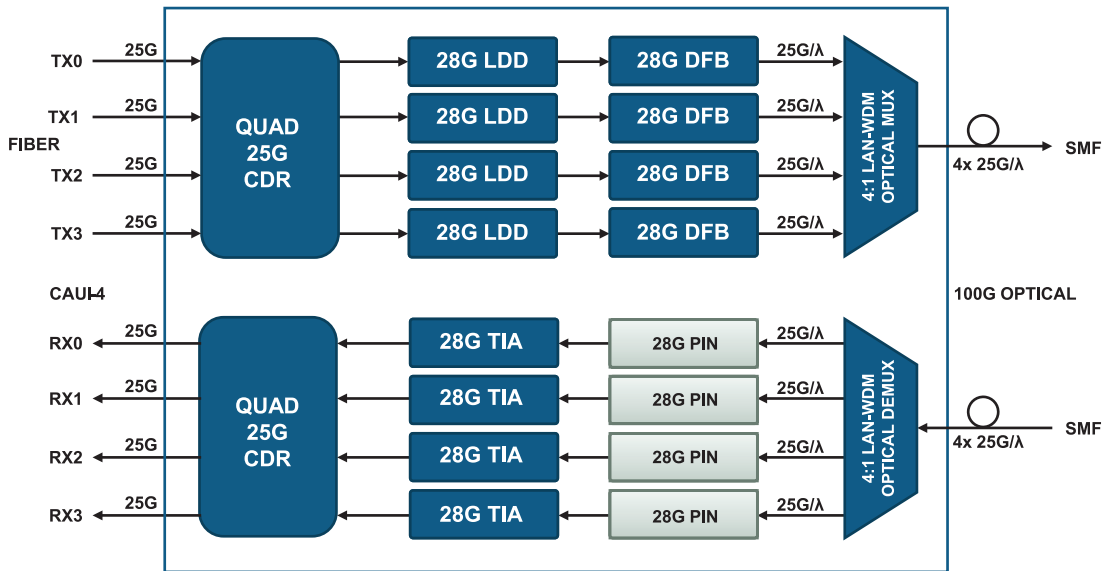 TX0 25G 28G LDD 28G DFB 25G/λ
TX1 25G 28G LDD 28G DFB 25G/λ
FIBER
TX2 25G 28G LDD 28G DFB 25G/λ
TX3 25G 28G LDD 28G DFB 25G/λ
QUAD
25G
CDR
4:1 LAN-WDM
OPTICAL MUX
4x 25G/λ
SMF
CAUI-4
100G OPTICAL
RX0 25G 28G TIA 28G PIN 25G/λ
RX1 25G 28G TIA 28G PIN 25G/λ
RX2 25G 28G TIA 28G PIN 25G/λ
RX3 25G 28G TIA 28G PIN 25G/λ
QUAD
25G
CDR
4:1 LAN-WDM
OPTICAL DEMUX
4x 25G/λ
SMF